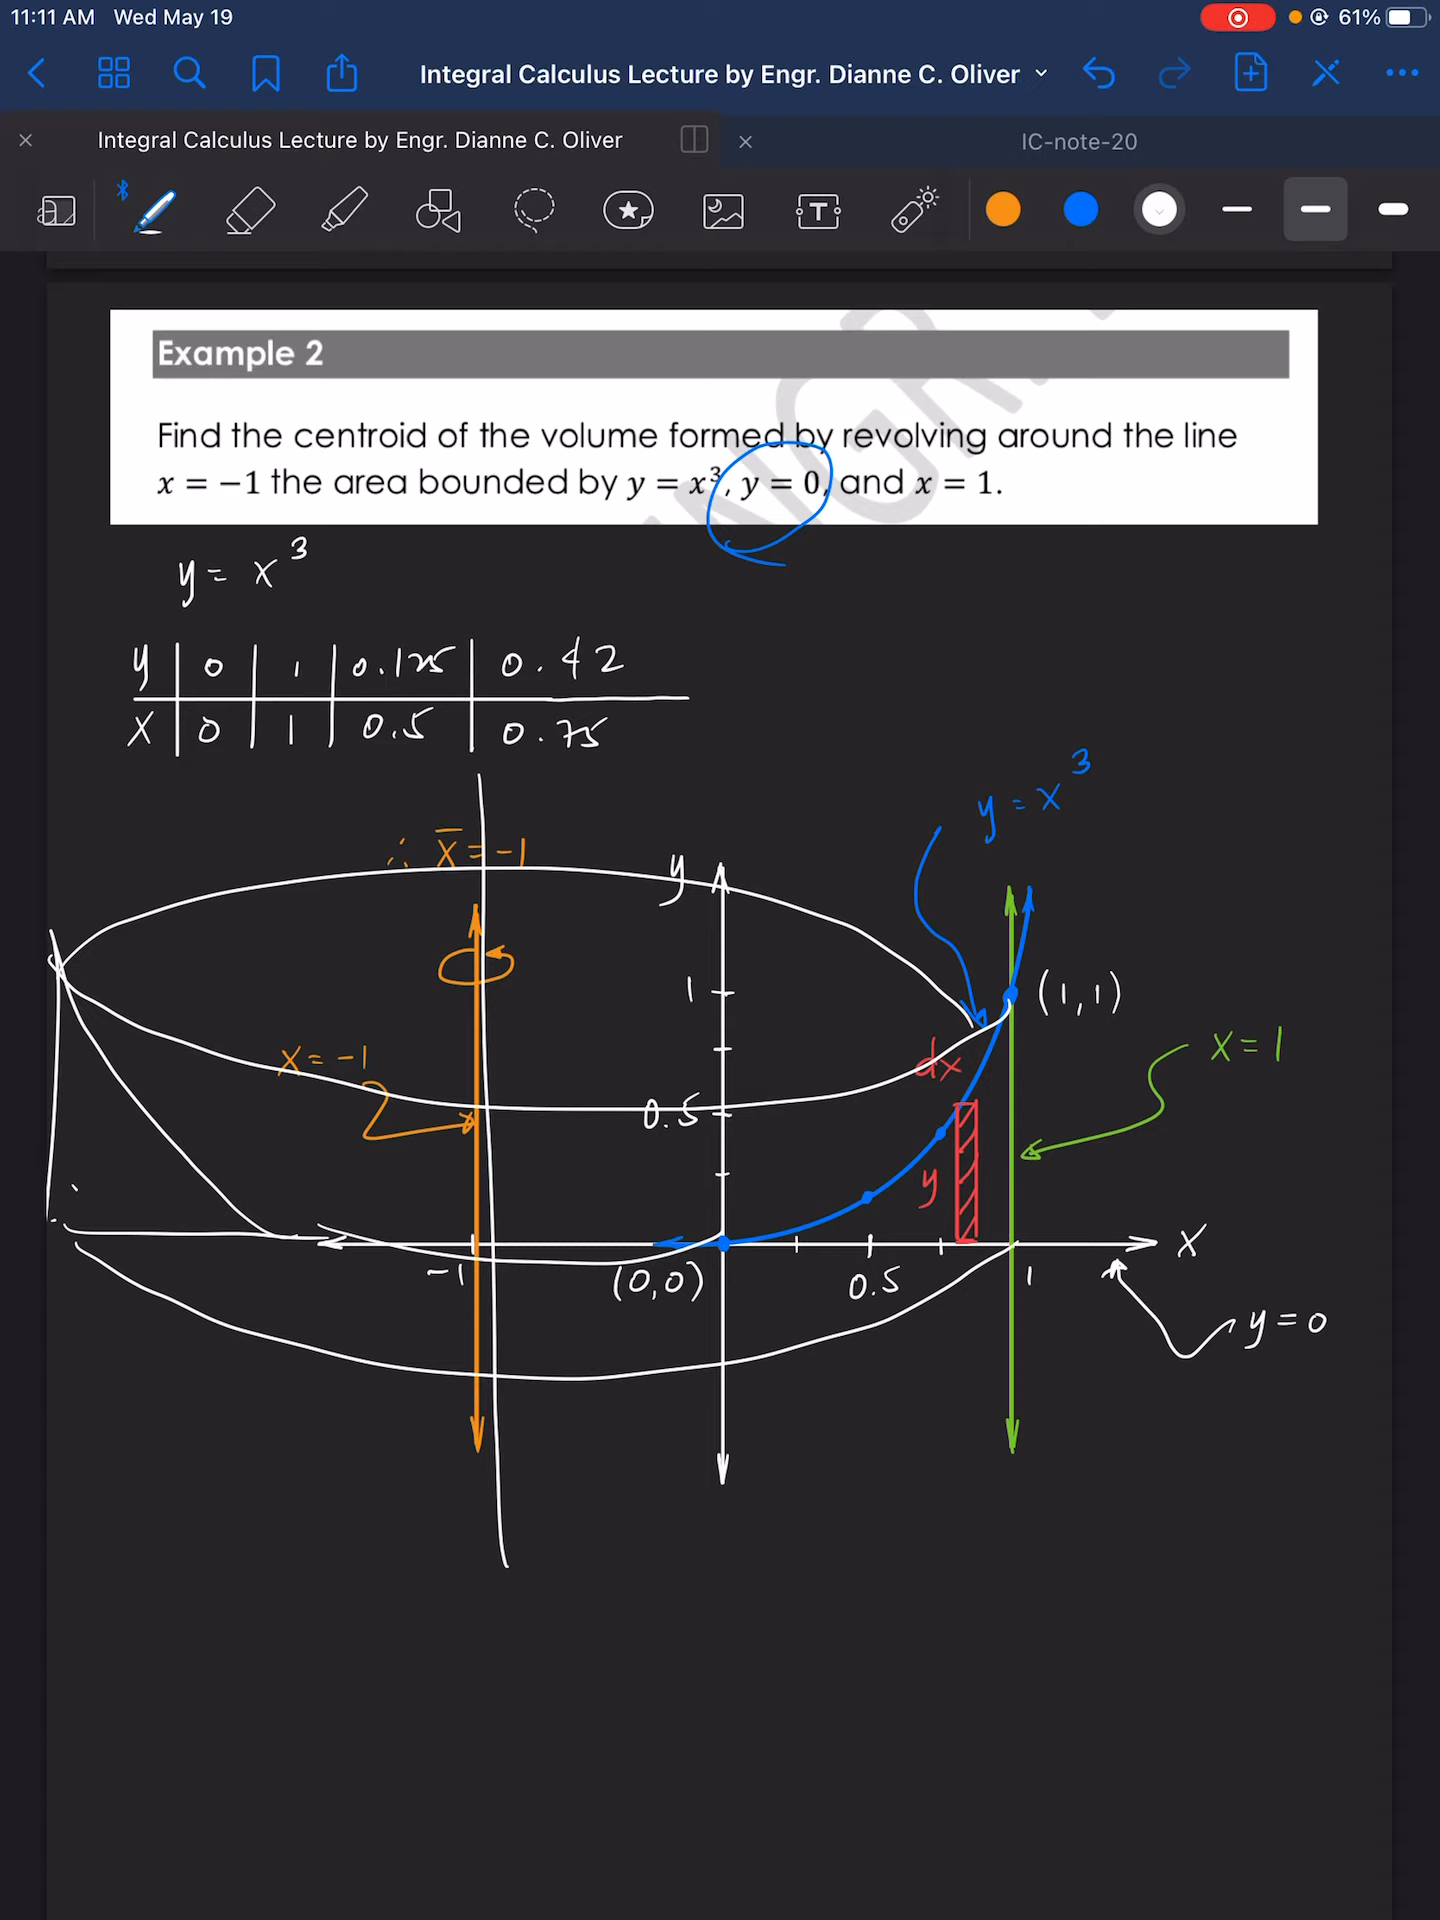 11:11 AM Wed May 19
61%
Integral Calculus Lecture by Engr. Dianne C. Oliver
Integral Calculus Lecture by Engr. Dianne C. Oliver
IC-note-20
Example 2
Find the centroid of the volume formed by revolving around the line
x = −1 the area bounded by y = x³, y = 0, and x = 1.
y = x³
y | 0 | 1 | 0.125 | 0.42
x | 0 | 1 | 0.5 | 0.75
y = x³
∴ x̄ = -1
y
1
(1,1)
x = 1
x = -1
dx
0.5
y
x
-1
(0,0)
0.5
1
y = 0